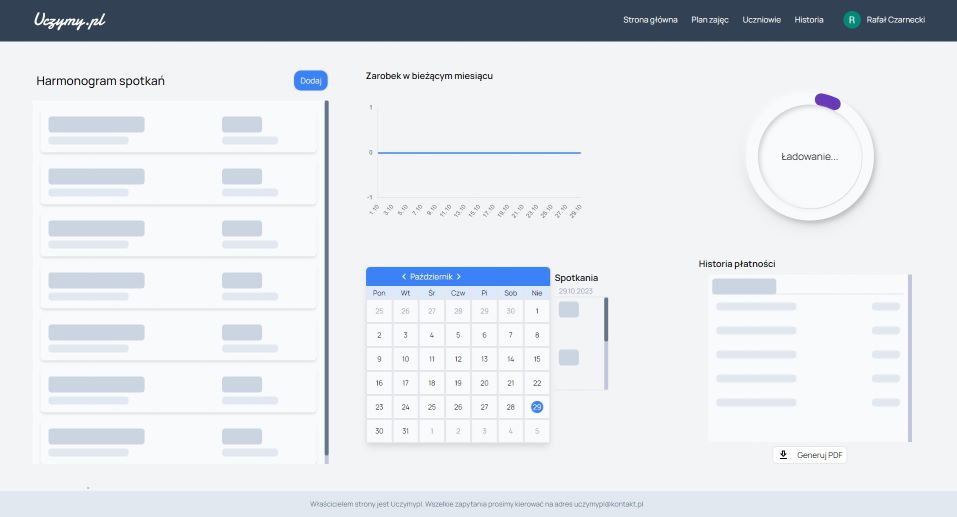 Uczymy.pl
Strona główna Plan zajęc Uczniowie Historia R Rafał Czarnecki
Harmonogram spotkań Dodaj
Zarobek w bieżącym miesiącu
1
0
-1
1.10 3.10 5.10 7.10 9.10 11.10 13.10 15.10 17.10 19.10 21.10 23.10 25.10 27.10 29.10
Ładowanie...
< Październik >
Pon Wt Śr Czw Pi Sob Nie
25 26 27 28 29 30 1
2 3 4 5 6 7 8
9 10 11 12 13 14 15
16 17 18 19 20 21 22
23 24 25 26 27 28 29
30 31 1 2 3 4 5
Spotkania
29.10.2023
Historia płatności
Generuj PDF
Właścicielem strony jest Uczymypl. Wszelkie zapytania prosimy kierować na adres uczymypl@kontakt.pl